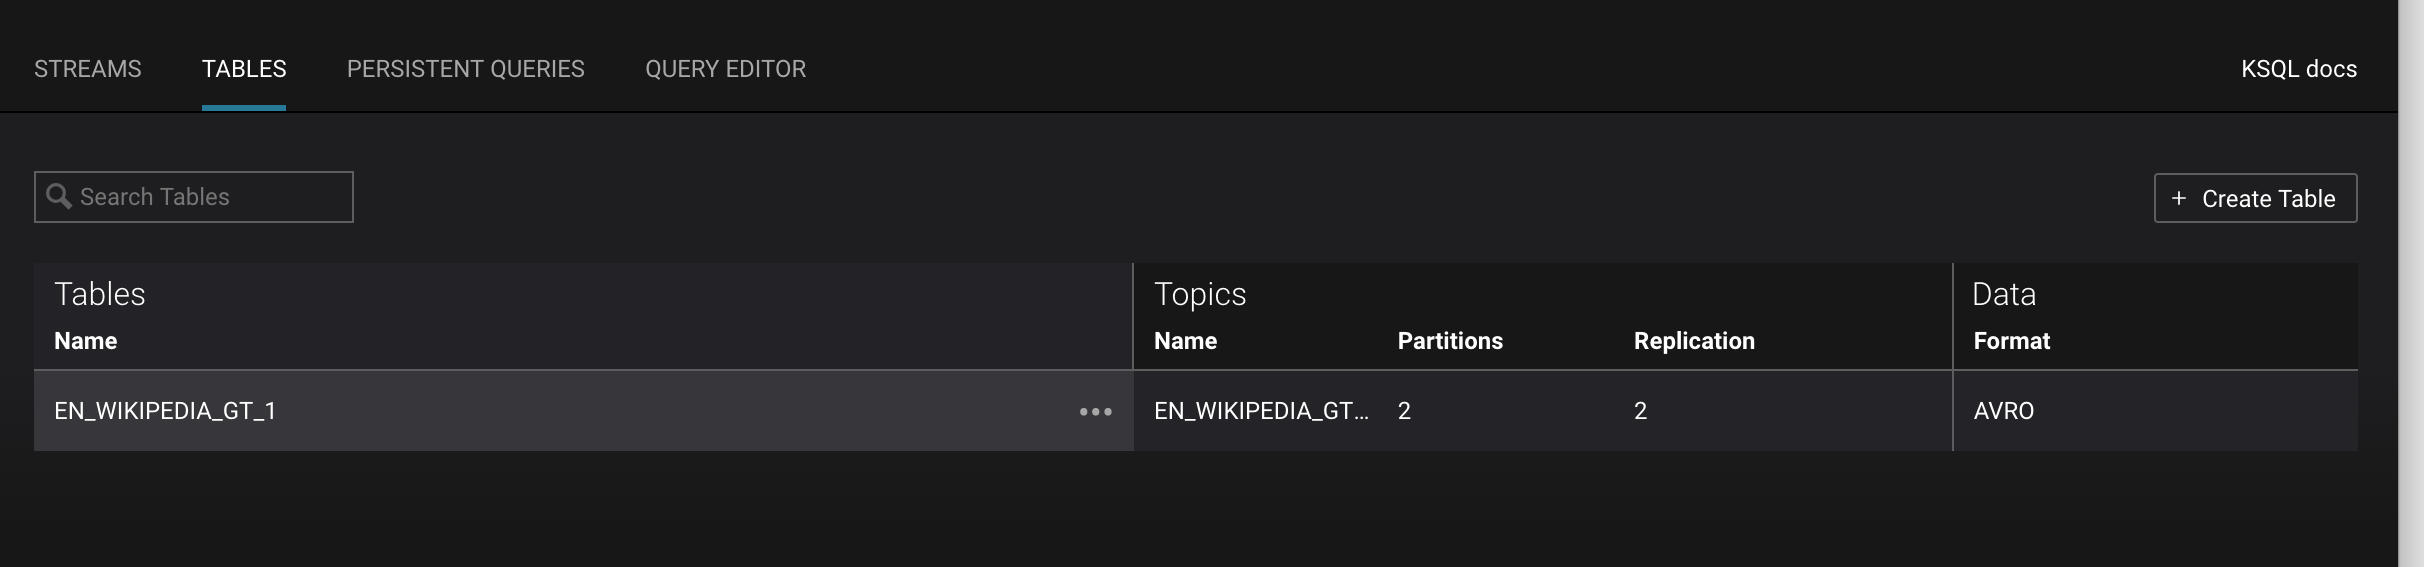 STREAMS TABLES PERSISTENT QUERIES QUERY EDITOR KSQL docs
Search Tables + Create Table
Tables Topics Data
Name Name Partitions Replication Format
EN_WIKIPEDIA_GT_1 ••• EN_WIKIPEDIA_GT... 2 2 AVRO